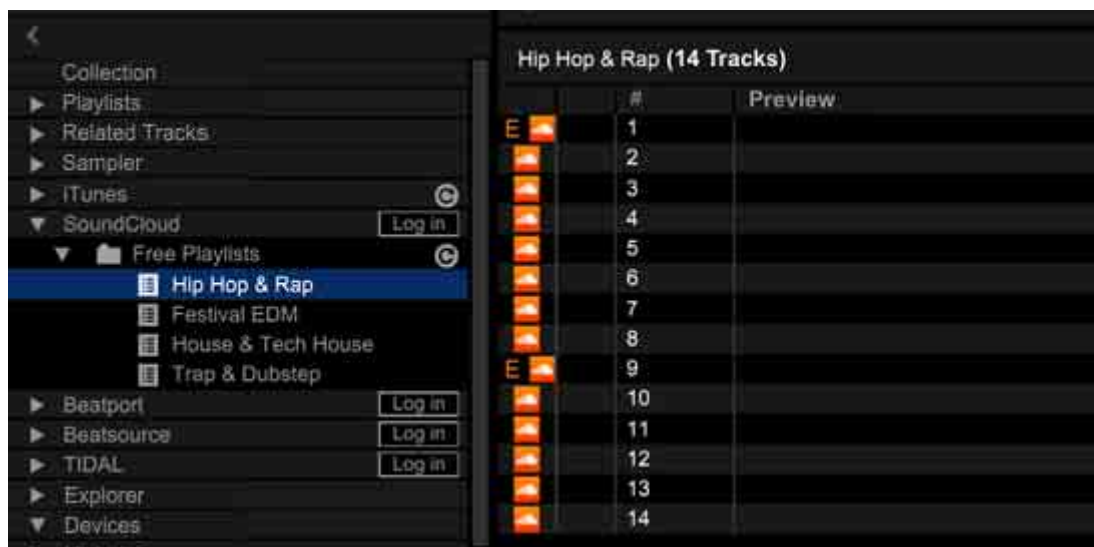 Collection
Playlists
Related Tracks
Sampler
iTunes
SoundCloud Log in
Free Playlists
Hip Hop & Rap
Festival EDM
House & Tech House
Trap & Dubstep
Beatport Log in
Beatsource Log in
TIDAL Log in
Explorer
Devices
Hip Hop & Rap (14 Tracks)
# Preview
E 1
2
3
4
5
6
7
8
E 9
10
11
12
13
14